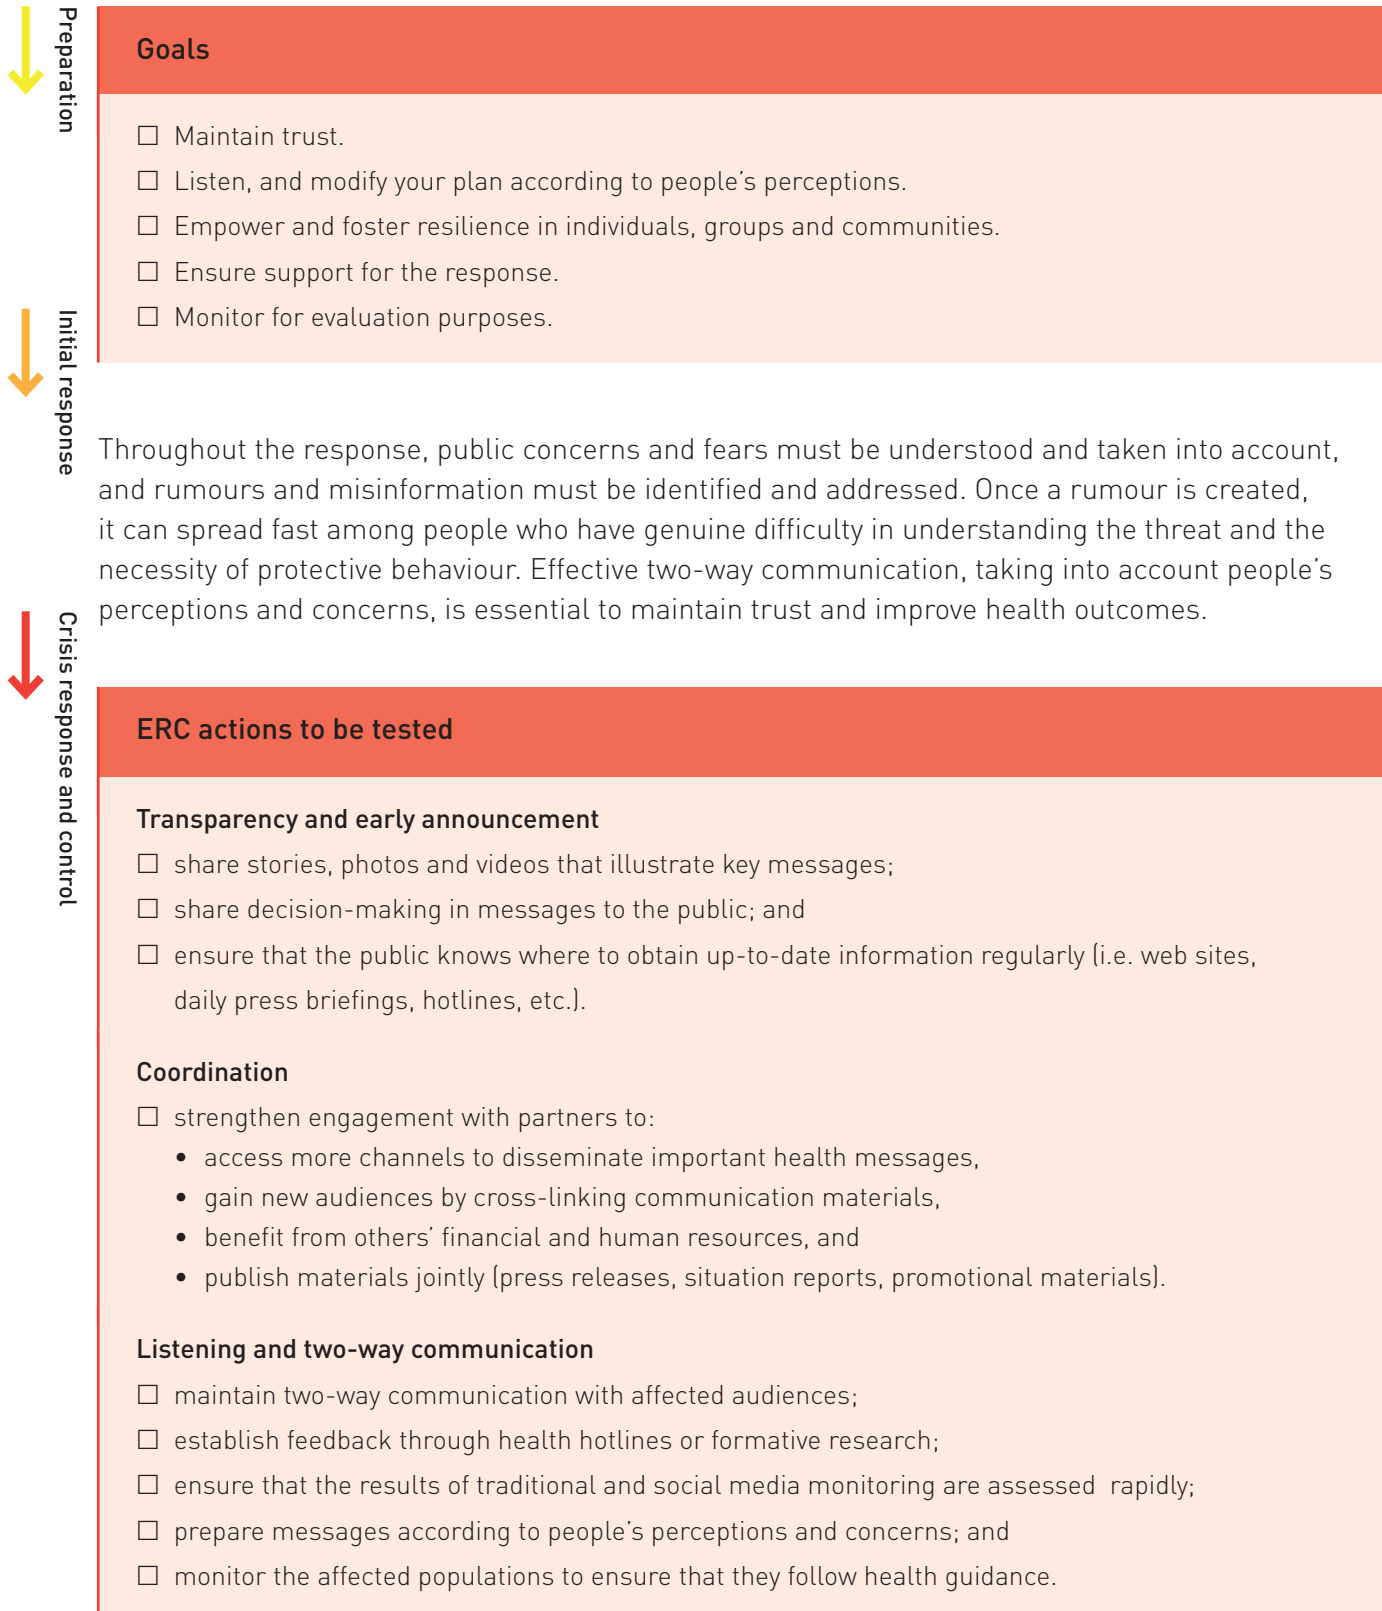 Preparation
Goals
☐ Maintain trust.
☐ Listen, and modify your plan according to people’s perceptions.
☐ Empower and foster resilience in individuals, groups and communities.
☐ Ensure support for the response.
☐ Monitor for evaluation purposes.
Initial response
Throughout the response, public concerns and fears must be understood and taken into account,
and rumours and misinformation must be identified and addressed. Once a rumour is created,
it can spread fast among people who have genuine difficulty in understanding the threat and the
necessity of protective behaviour. Effective two-way communication, taking into account people’s
perceptions and concerns, is essential to maintain trust and improve health outcomes.
Crisis response and control
ERC actions to be tested
Transparency and early announcement
☐ share stories, photos and videos that illustrate key messages;
☐ share decision-making in messages to the public; and
☐ ensure that the public knows where to obtain up-to-date information regularly (i.e. web sites,
daily press briefings, hotlines, etc.).
Coordination
☐ strengthen engagement with partners to:
• access more channels to disseminate important health messages,
• gain new audiences by cross-linking communication materials,
• benefit from others’ financial and human resources, and
• publish materials jointly (press releases, situation reports, promotional materials).
Listening and two-way communication
☐ maintain two-way communication with affected audiences;
☐ establish feedback through health hotlines or formative research;
☐ ensure that the results of traditional and social media monitoring are assessed rapidly;
☐ prepare messages according to people’s perceptions and concerns; and
☐ monitor the affected populations to ensure that they follow health guidance.